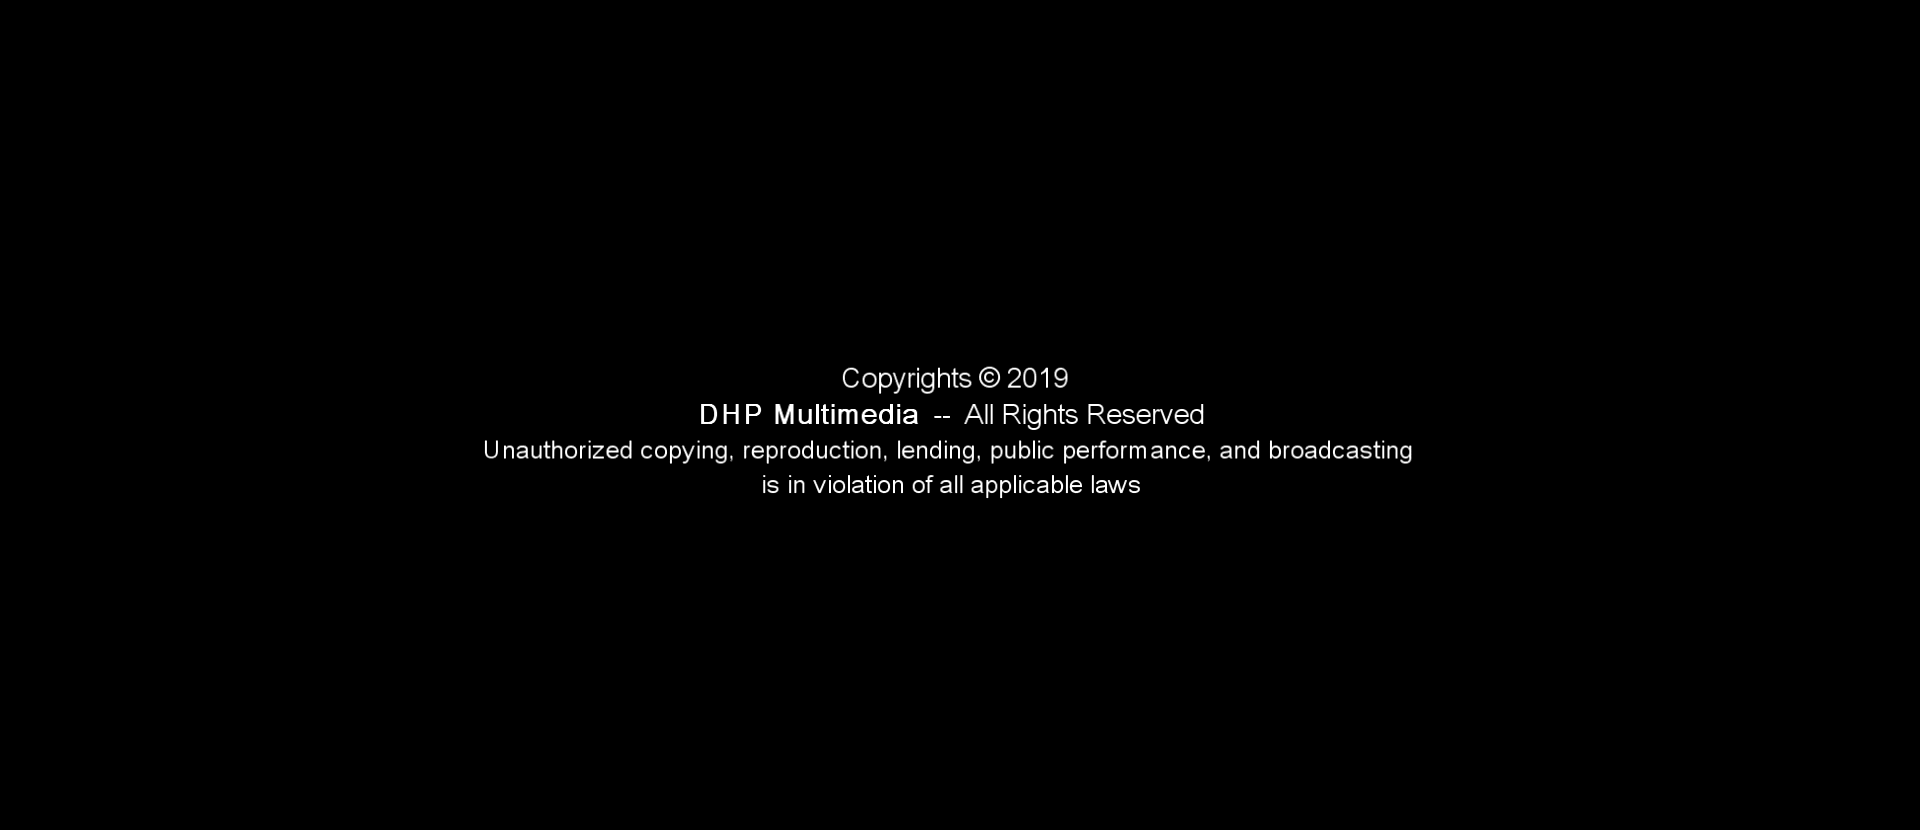 Copyrights © 2019
DHP Multimedia -- All Rights Reserved
Unauthorized copying, reproduction, lending, public performance, and broadcasting
is in violation of all applicable laws